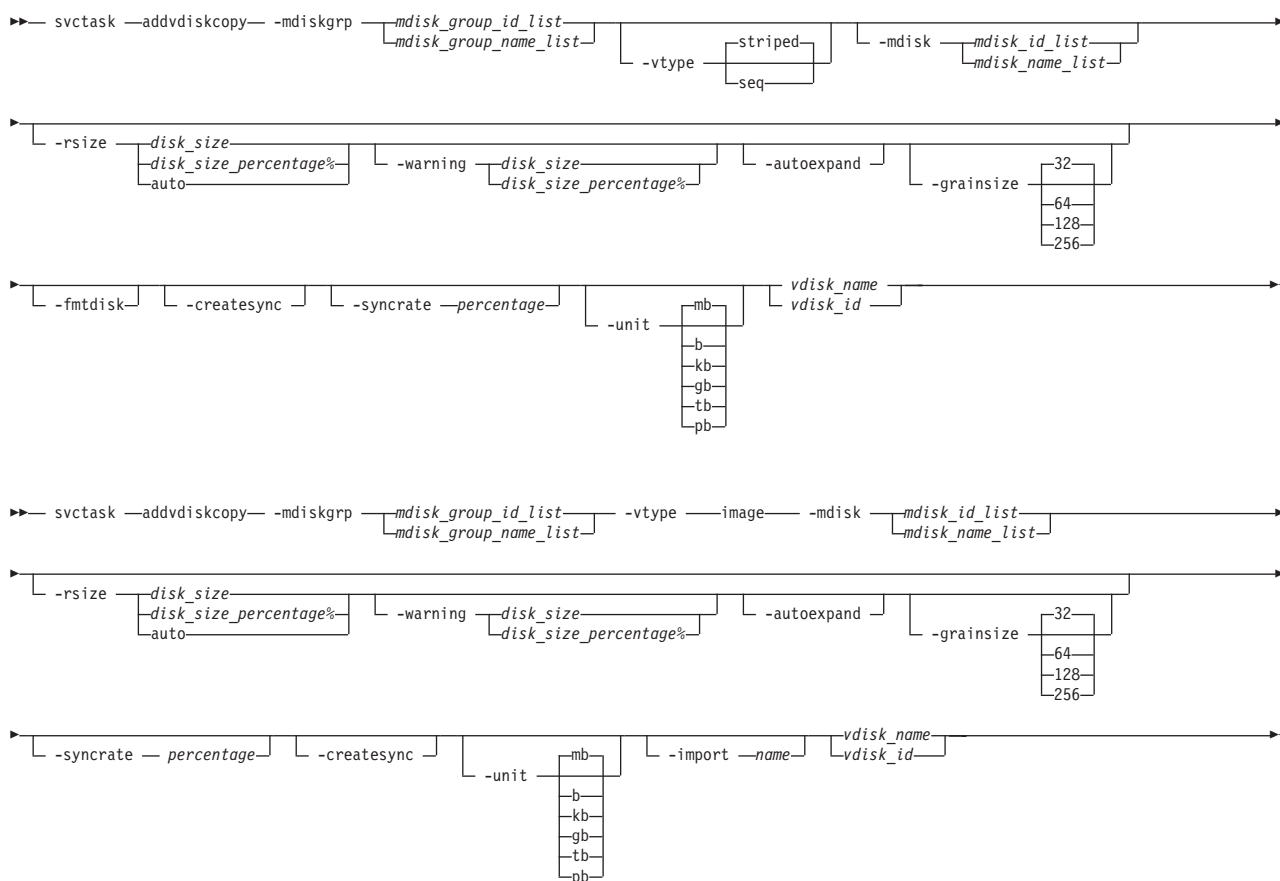 svctask addvdiskcopy -mdiskgrp mdisk_group_id_list
mdisk_group_name_list
-vtype striped
seq
-mdisk mdisk_id_list
mdisk_name_list
-rsize disk_size
disk_size_percentage%
auto
-warning disk_size
disk_size_percentage%
-autoexpand
-grainsize 32
64
128
256
-fmtdisk
-createsync
-syncrate percentage
-unit mb
b
kb
gb
tb
pb
vdisk_name
vdisk_id
svctask addvdiskcopy -mdiskgrp mdisk_group_id_list
mdisk_group_name_list
-vtype image -mdisk mdisk_id_list
mdisk_name_list
-rsize disk_size
disk_size_percentage%
auto
-warning disk_size
disk_size_percentage%
-autoexpand
-grainsize 32
64
128
256
-syncrate percentage
-createsync
-unit mb
b
kb
gb
tb
pb
-import name
vdisk_name
vdisk_id